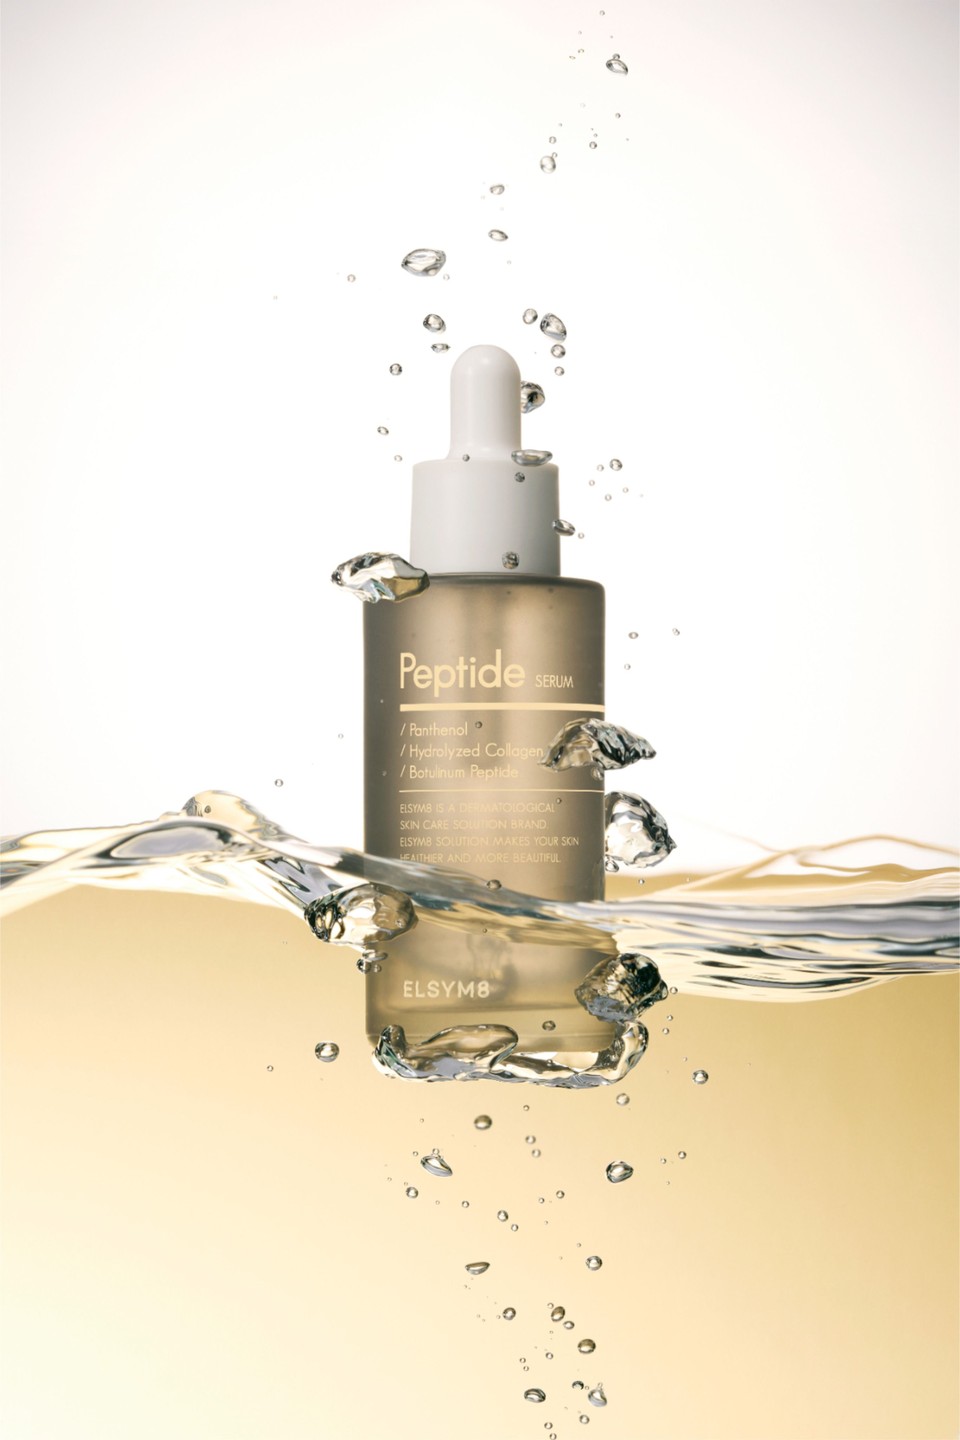 Peptide SERUM
/ Panthenol
/ Hydrolyzed Collagen
/ Botulinum Peptide
ELSYM8 IS A DERMATOLOGICAL
SKIN CARE SOLUTION BRAND
ELSYM8 SOLUTION MAKES YOUR SKIN
HEALTHIER AND MORE BEAUTIFUL.
ELSYM8